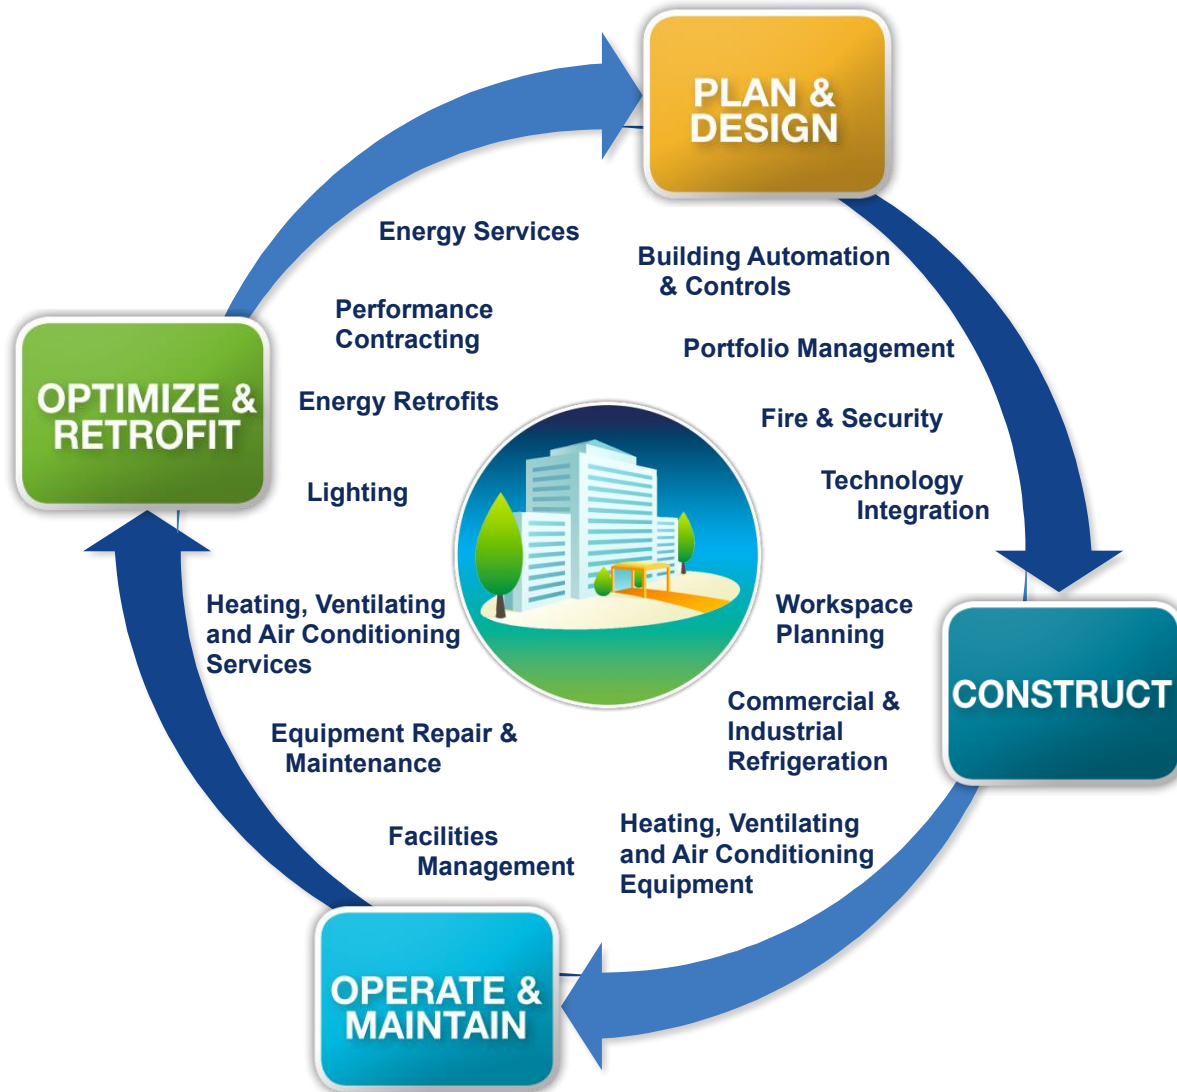 PLAN &
DESIGN
Energy Services
Building Automation
& Controls
Performance
Contracting
Portfolio Management
OPTIMIZE &
RETROFIT
Energy Retrofits
Fire & Security
Lighting
Technology
Integration
Heating, Ventilating
and Air Conditioning
Services
Workspace
Planning
CONSTRUCT
Commercial &
Industrial
Refrigeration
Equipment Repair &
Maintenance
Facilities
Management
Heating, Ventilating
and Air Conditioning
Equipment
OPERATE &
MAINTAIN